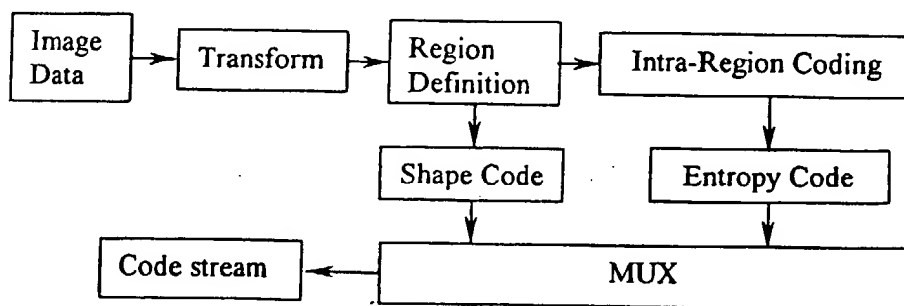 Image
Data
Transform
Region
Definition
Intra-Region Coding
Shape Code
Entropy Code
Code stream
MUX